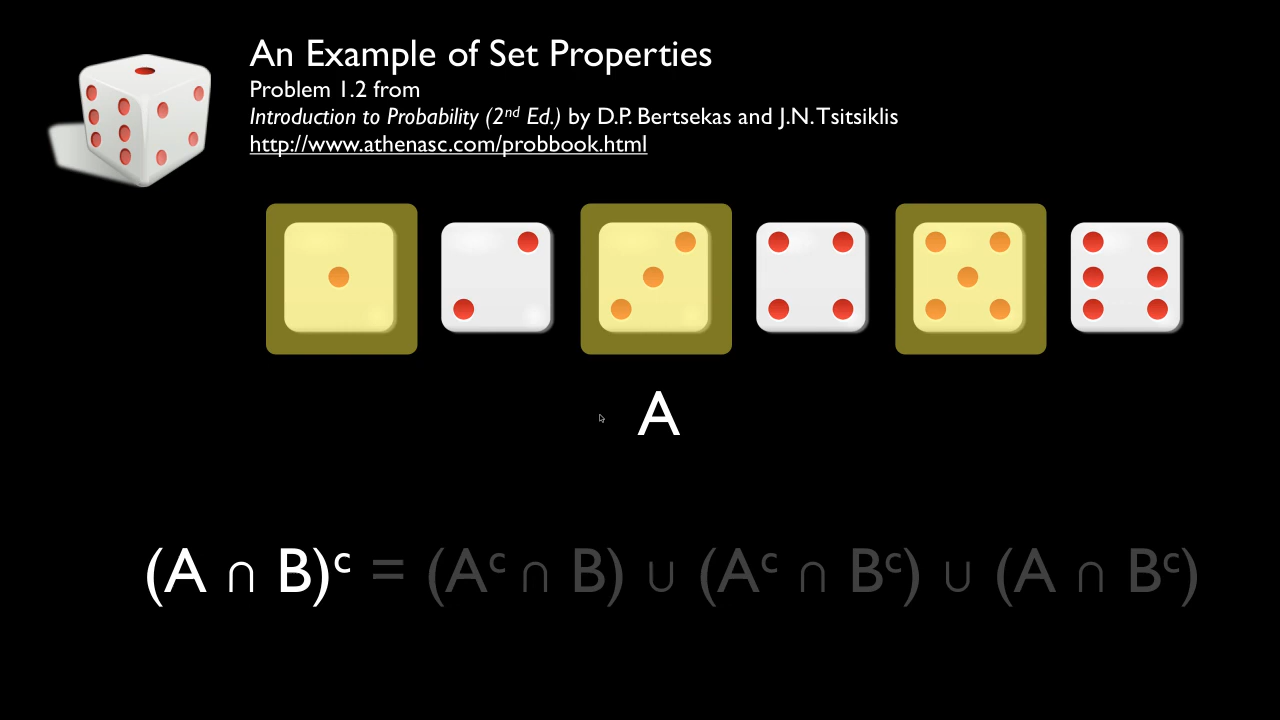 An Example of Set Properties
Problem 1.2 from
Introduction to Probability (2nd Ed.) by D.P. Bertsekas and J.N. Tsitsiklis
http://www.athenasc.com/probbook.html
A
(A ∩ B)ᶜ = (Aᶜ ∩ B) ∪ (Aᶜ ∩ Bᶜ) ∪ (A ∩ Bᶜ)